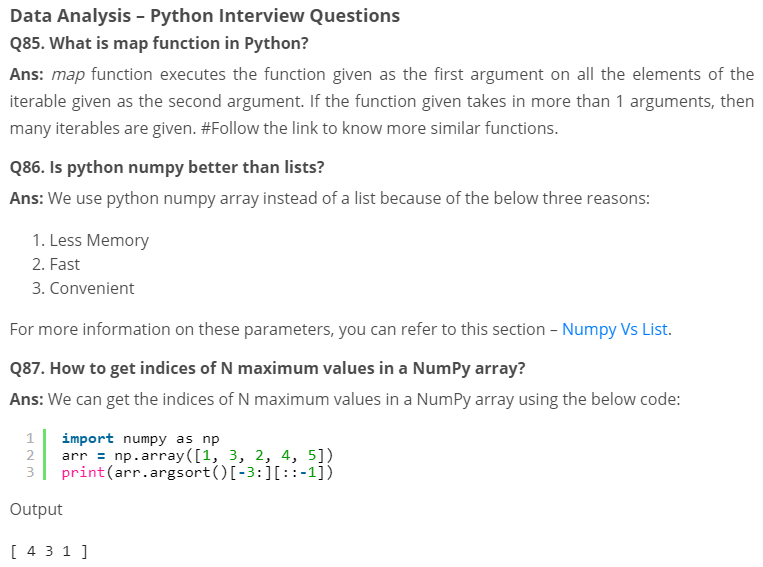 Data Analysis – Python Interview Questions
Q85. What is map function in Python?
Ans: map function executes the function given as the first argument on all the elements of the
iterable given as the second argument. If the function given takes in more than 1 arguments, then
many iterables are given. #Follow the link to know more similar functions.
Q86. Is python numpy better than lists?
Ans: We use python numpy array instead of a list because of the below three reasons:
1. Less Memory
2. Fast
3. Convenient
For more information on these parameters, you can refer to this section – Numpy Vs List.
Q87. How to get indices of N maximum values in a NumPy array?
Ans: We can get the indices of N maximum values in a NumPy array using the below code:
1 import numpy as np
2 arr = np.array([1, 3, 2, 4, 5])
3 print(arr.argsort()[-3:][::-1])
Output
[ 4 3 1 ]